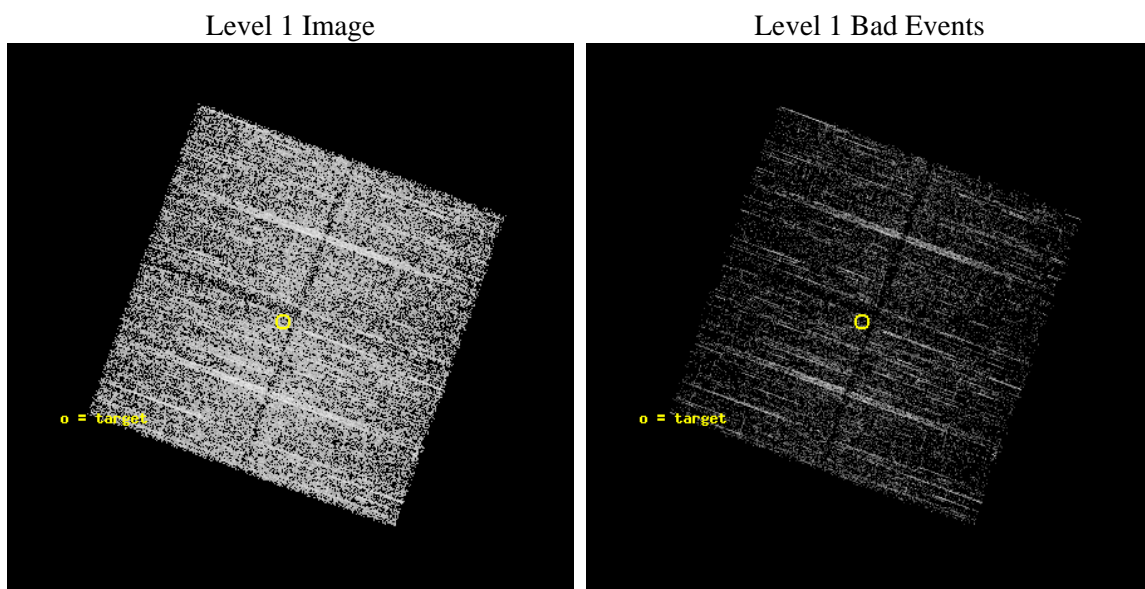 Level 1 Image
Level 1 Bad Events
o = target
o = target